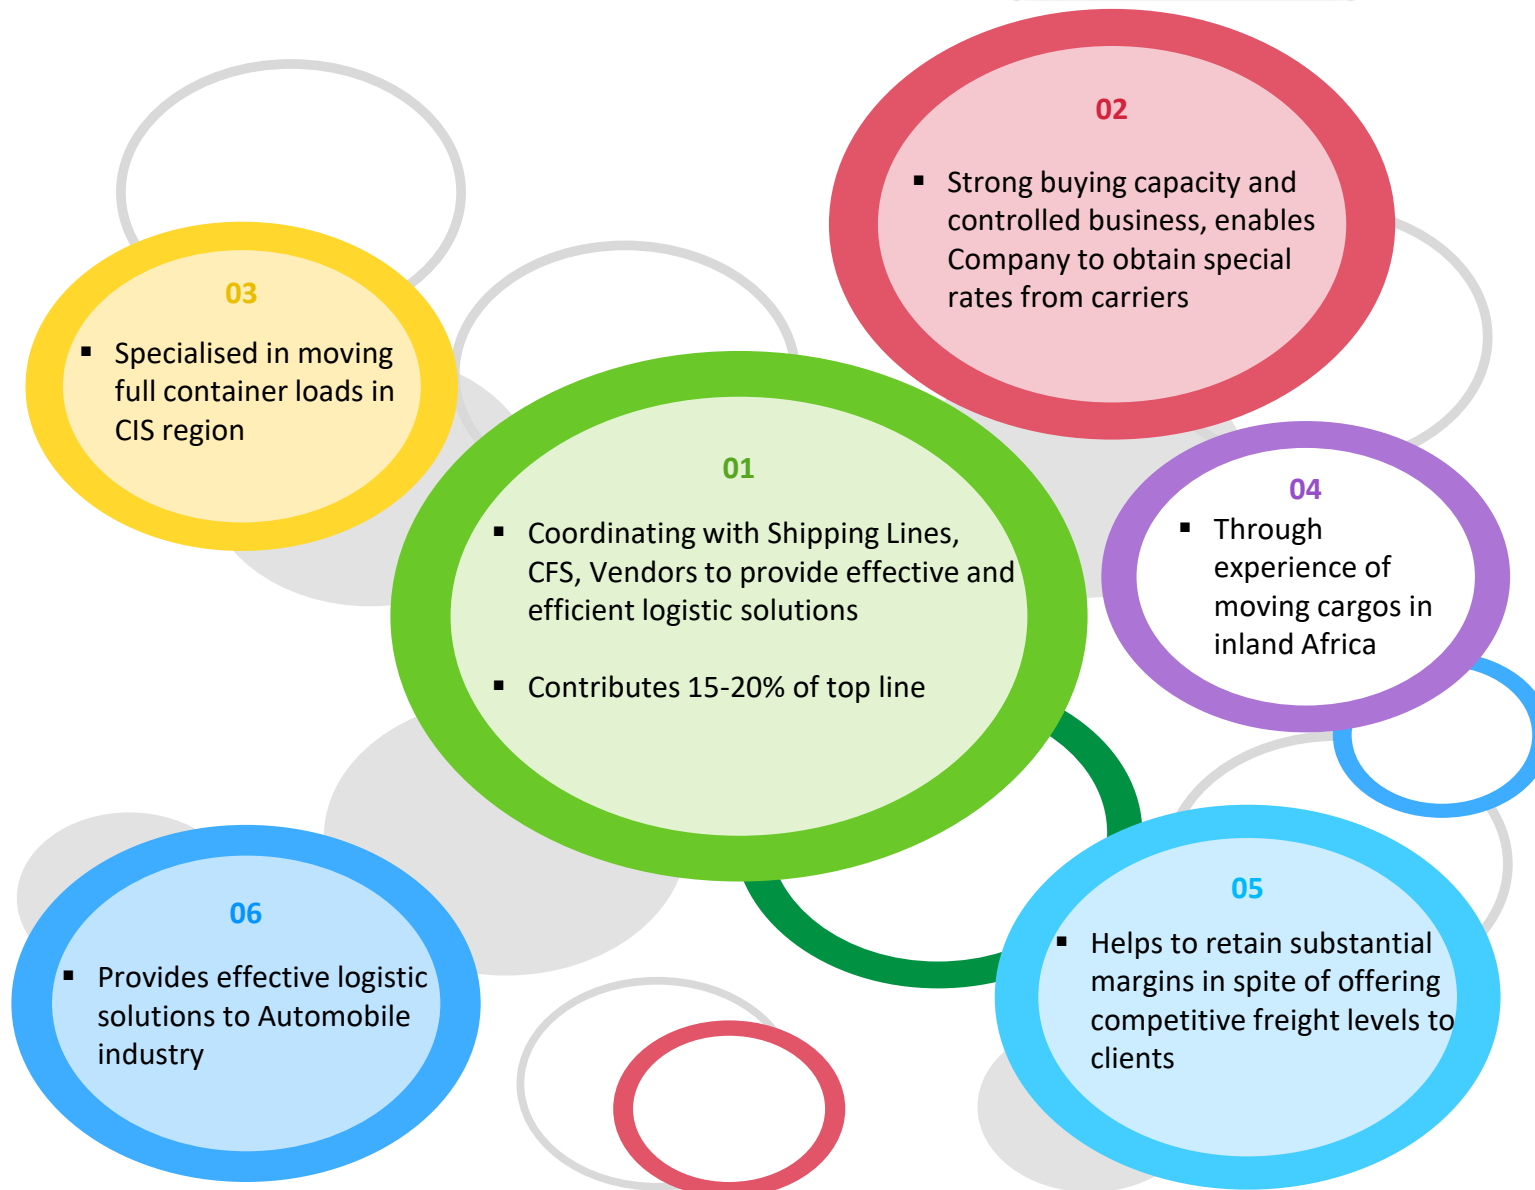 02
▪ Strong buying capacity and
controlled business, enables
Company to obtain special
rates from carriers
03
▪ Specialised in moving
full container loads in
CIS region
01
▪ Coordinating with Shipping Lines,
CFS, Vendors to provide effective and
efficient logistic solutions
▪ Contributes 15-20% of top line
04
▪ Through
experience of
moving cargos in
inland Africa
05
▪ Helps to retain substantial
margins in spite of offering
competitive freight levels to
clients
06
▪ Provides effective logistic
solutions to Automobile
industry